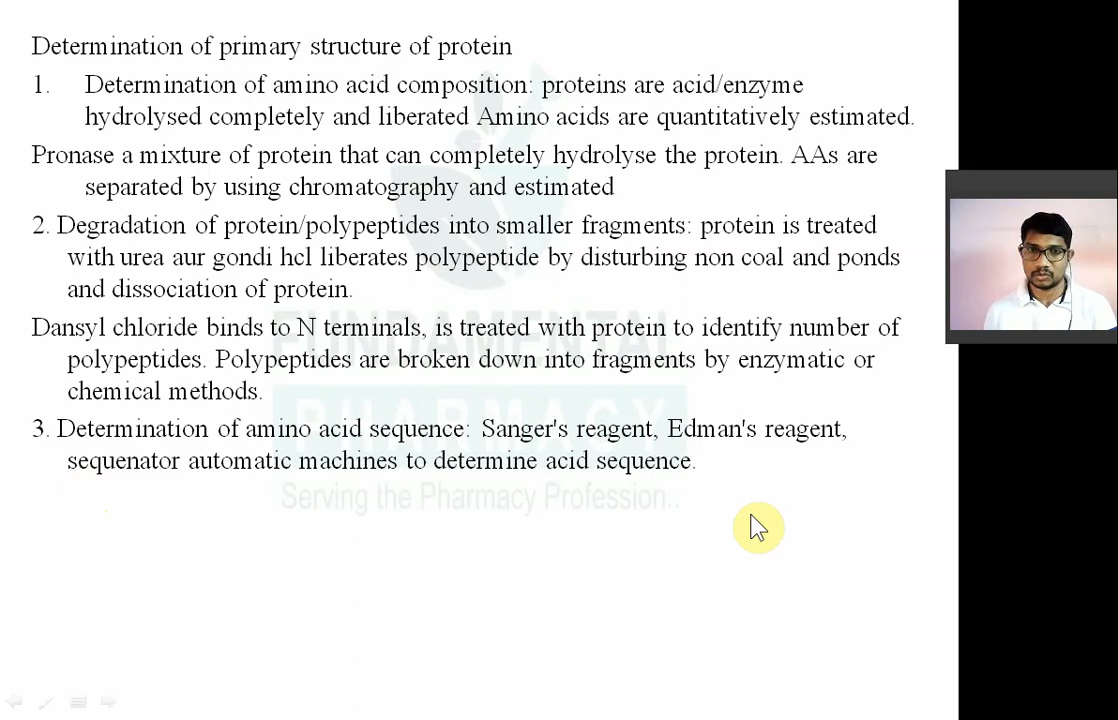 Determination of primary structure of protein
1. Determination of amino acid composition: proteins are acid/enzyme
hydrolysed completely and liberated Amino acids are quantitatively estimated.
Pronase a mixture of protein that can completely hydrolyse the protein. AAs are
separated by using chromatography and estimated
2. Degradation of protein/polypeptides into smaller fragments: protein is treated
with urea aur gondi hcl liberates polypeptide by disturbing non coal and ponds
and dissociation of protein.
Dansyl chloride binds to N terminals, is treated with protein to identify number of
polypeptides. Polypeptides are broken down into fragments by enzymatic or
chemical methods.
3. Determination of amino acid sequence: Sanger's reagent, Edman's reagent,
sequenator automatic machines to determine acid sequence.
FUNDAMENTAL
PHARMACY
Serving the Pharmacy Profession..